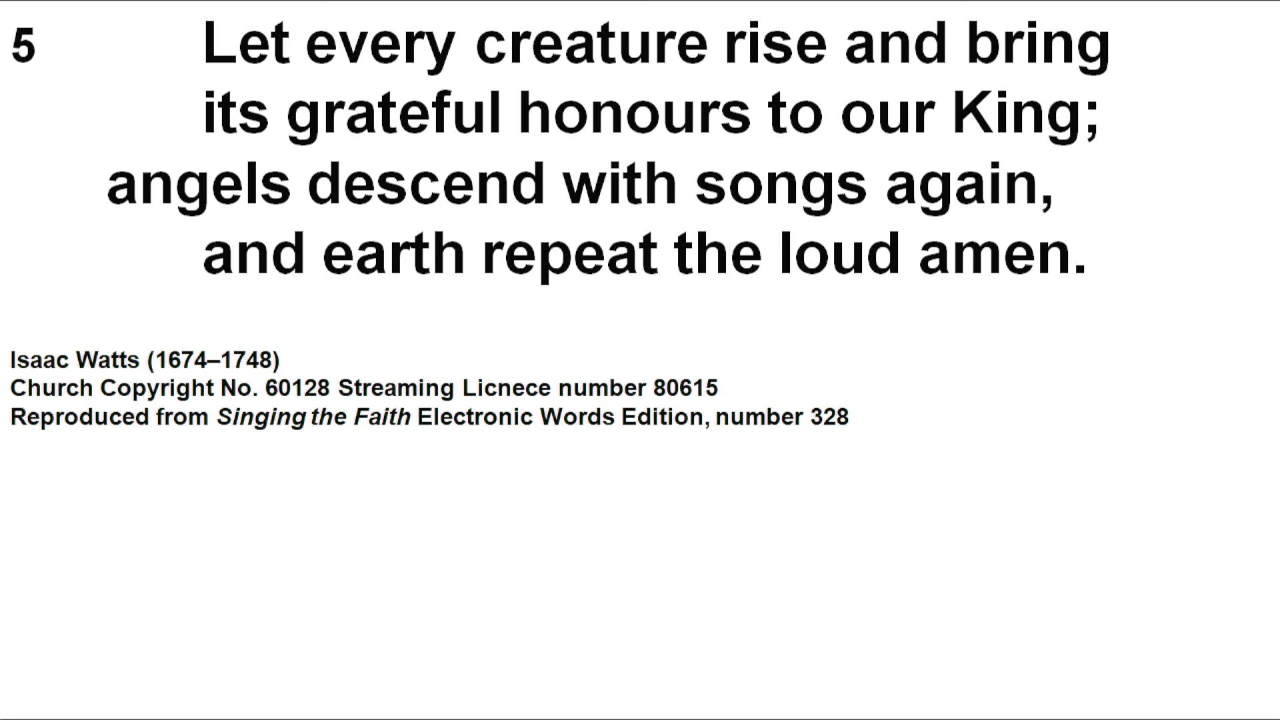 5 Let every creature rise and bring
its grateful honours to our King;
angels descend with songs again,
and earth repeat the loud amen.
Isaac Watts (1674–1748)
Church Copyright No. 60128 Streaming Licnece number 80615
Reproduced from Singing the Faith Electronic Words Edition, number 328